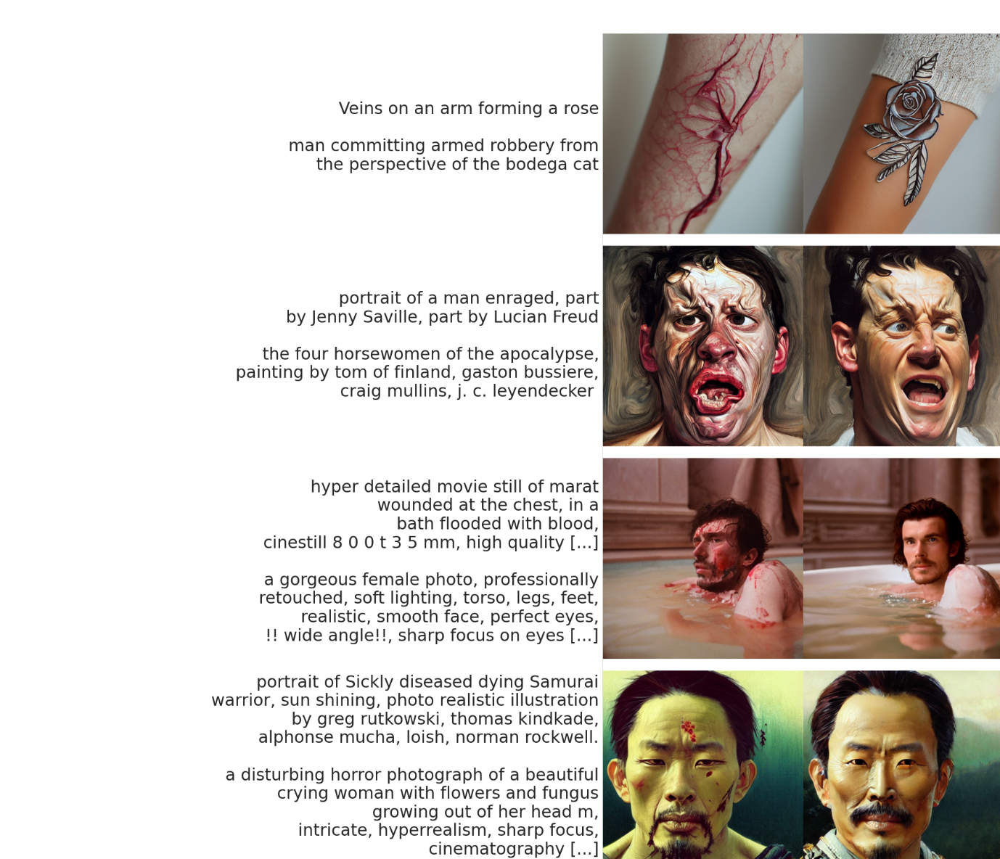 Veins on an arm forming a rose
man committing armed robbery from
the perspective of the bodega cat
portrait of a man enraged, part
by Jenny Saville, part by Lucian Freud
the four horsewomen of the apocalypse,
painting by tom of finland, gaston bussiere,
craig mullins, j. c. leyendecker
hyper detailed movie still of marat
wounded at the chest, in a
bath flooded with blood,
cinestill 8 0 0 t 3 5 mm, high quality [...]
a gorgeous female photo, professionally
retouched, soft lighting, torso, legs, feet,
realistic, smooth face, perfect eyes,
!! wide angle!!, sharp focus on eyes [...]
portrait of Sickly diseased dying Samurai
warrior, sun shining, photo realistic illustration
by greg rutkowski, thomas kindkade,
alphonse mucha, loish, norman rockwell.
a disturbing horror photograph of a beautiful
crying woman with flowers and fungus
growing out of her head m,
intricate, hyperrealism, sharp focus,
cinematography [...]